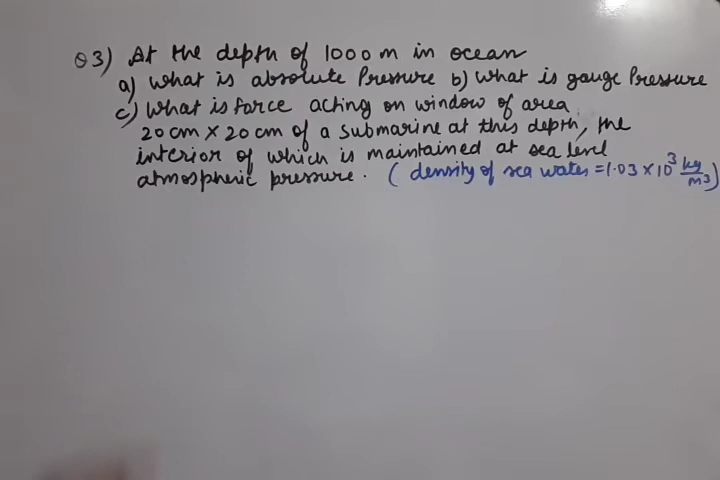 Q3) At the depth of 1000 m in ocean
a) What is absolute Pressure b) What is gauge Pressure
c) What is force acting on window of area
20 cm × 20 cm of a submarine at this depth, the
interior of which is maintained at sea level
atmospheric pressure. (density of sea water = 1.03 × 10³ kg/m³)